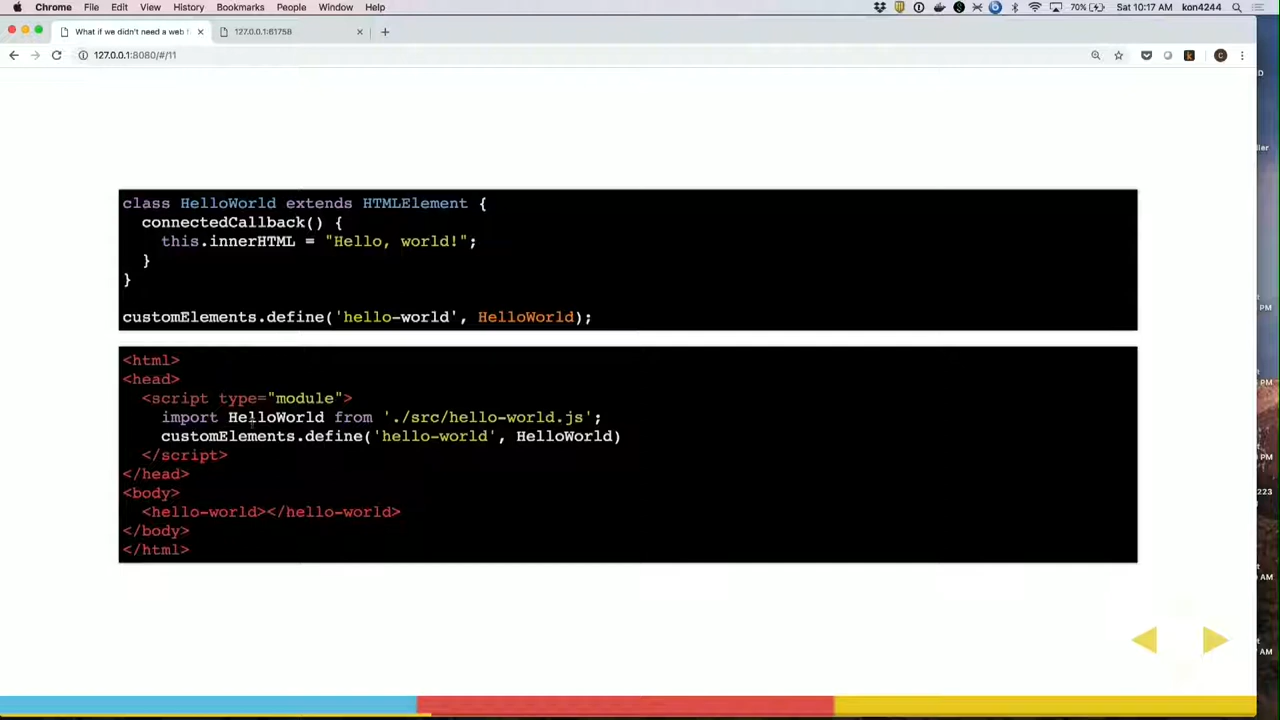 Chrome File Edit View History Bookmarks People Window Help 70% Sat 10:17 AM kon4244
What if we didn't need a web 127.0.0.1:61758
127.0.0.1:8080/#/11
class HelloWorld extends HTMLElement {
connectedCallback() {
this.innerHTML = "Hello, world!";
}
}
customElements.define('hello-world', HelloWorld);
<html>
<head>
<script type="module">
import HelloWorld from './src/hello-world.js';
customElements.define('hello-world', HelloWorld)
</script>
</head>
<body>
<hello-world></hello-world>
</body>
</html>